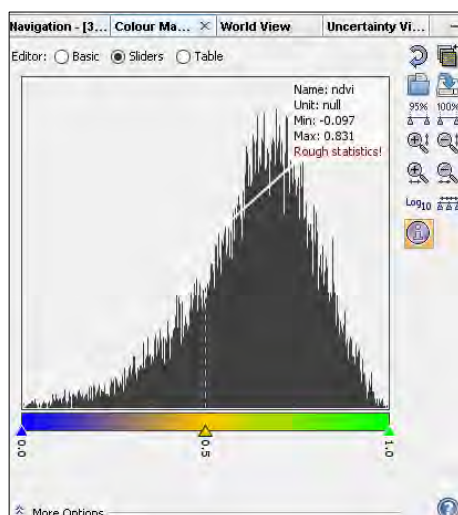 Navigation - [3... Colour Ma... × World View Uncertainty Vi...
Editor: Basic Sliders Table
Name: ndvi
Unit: null
Min: -0.097
Max: 0.831
Rough statistics!
95% 100%
Log10
0.0 0.5 1.0
More Options